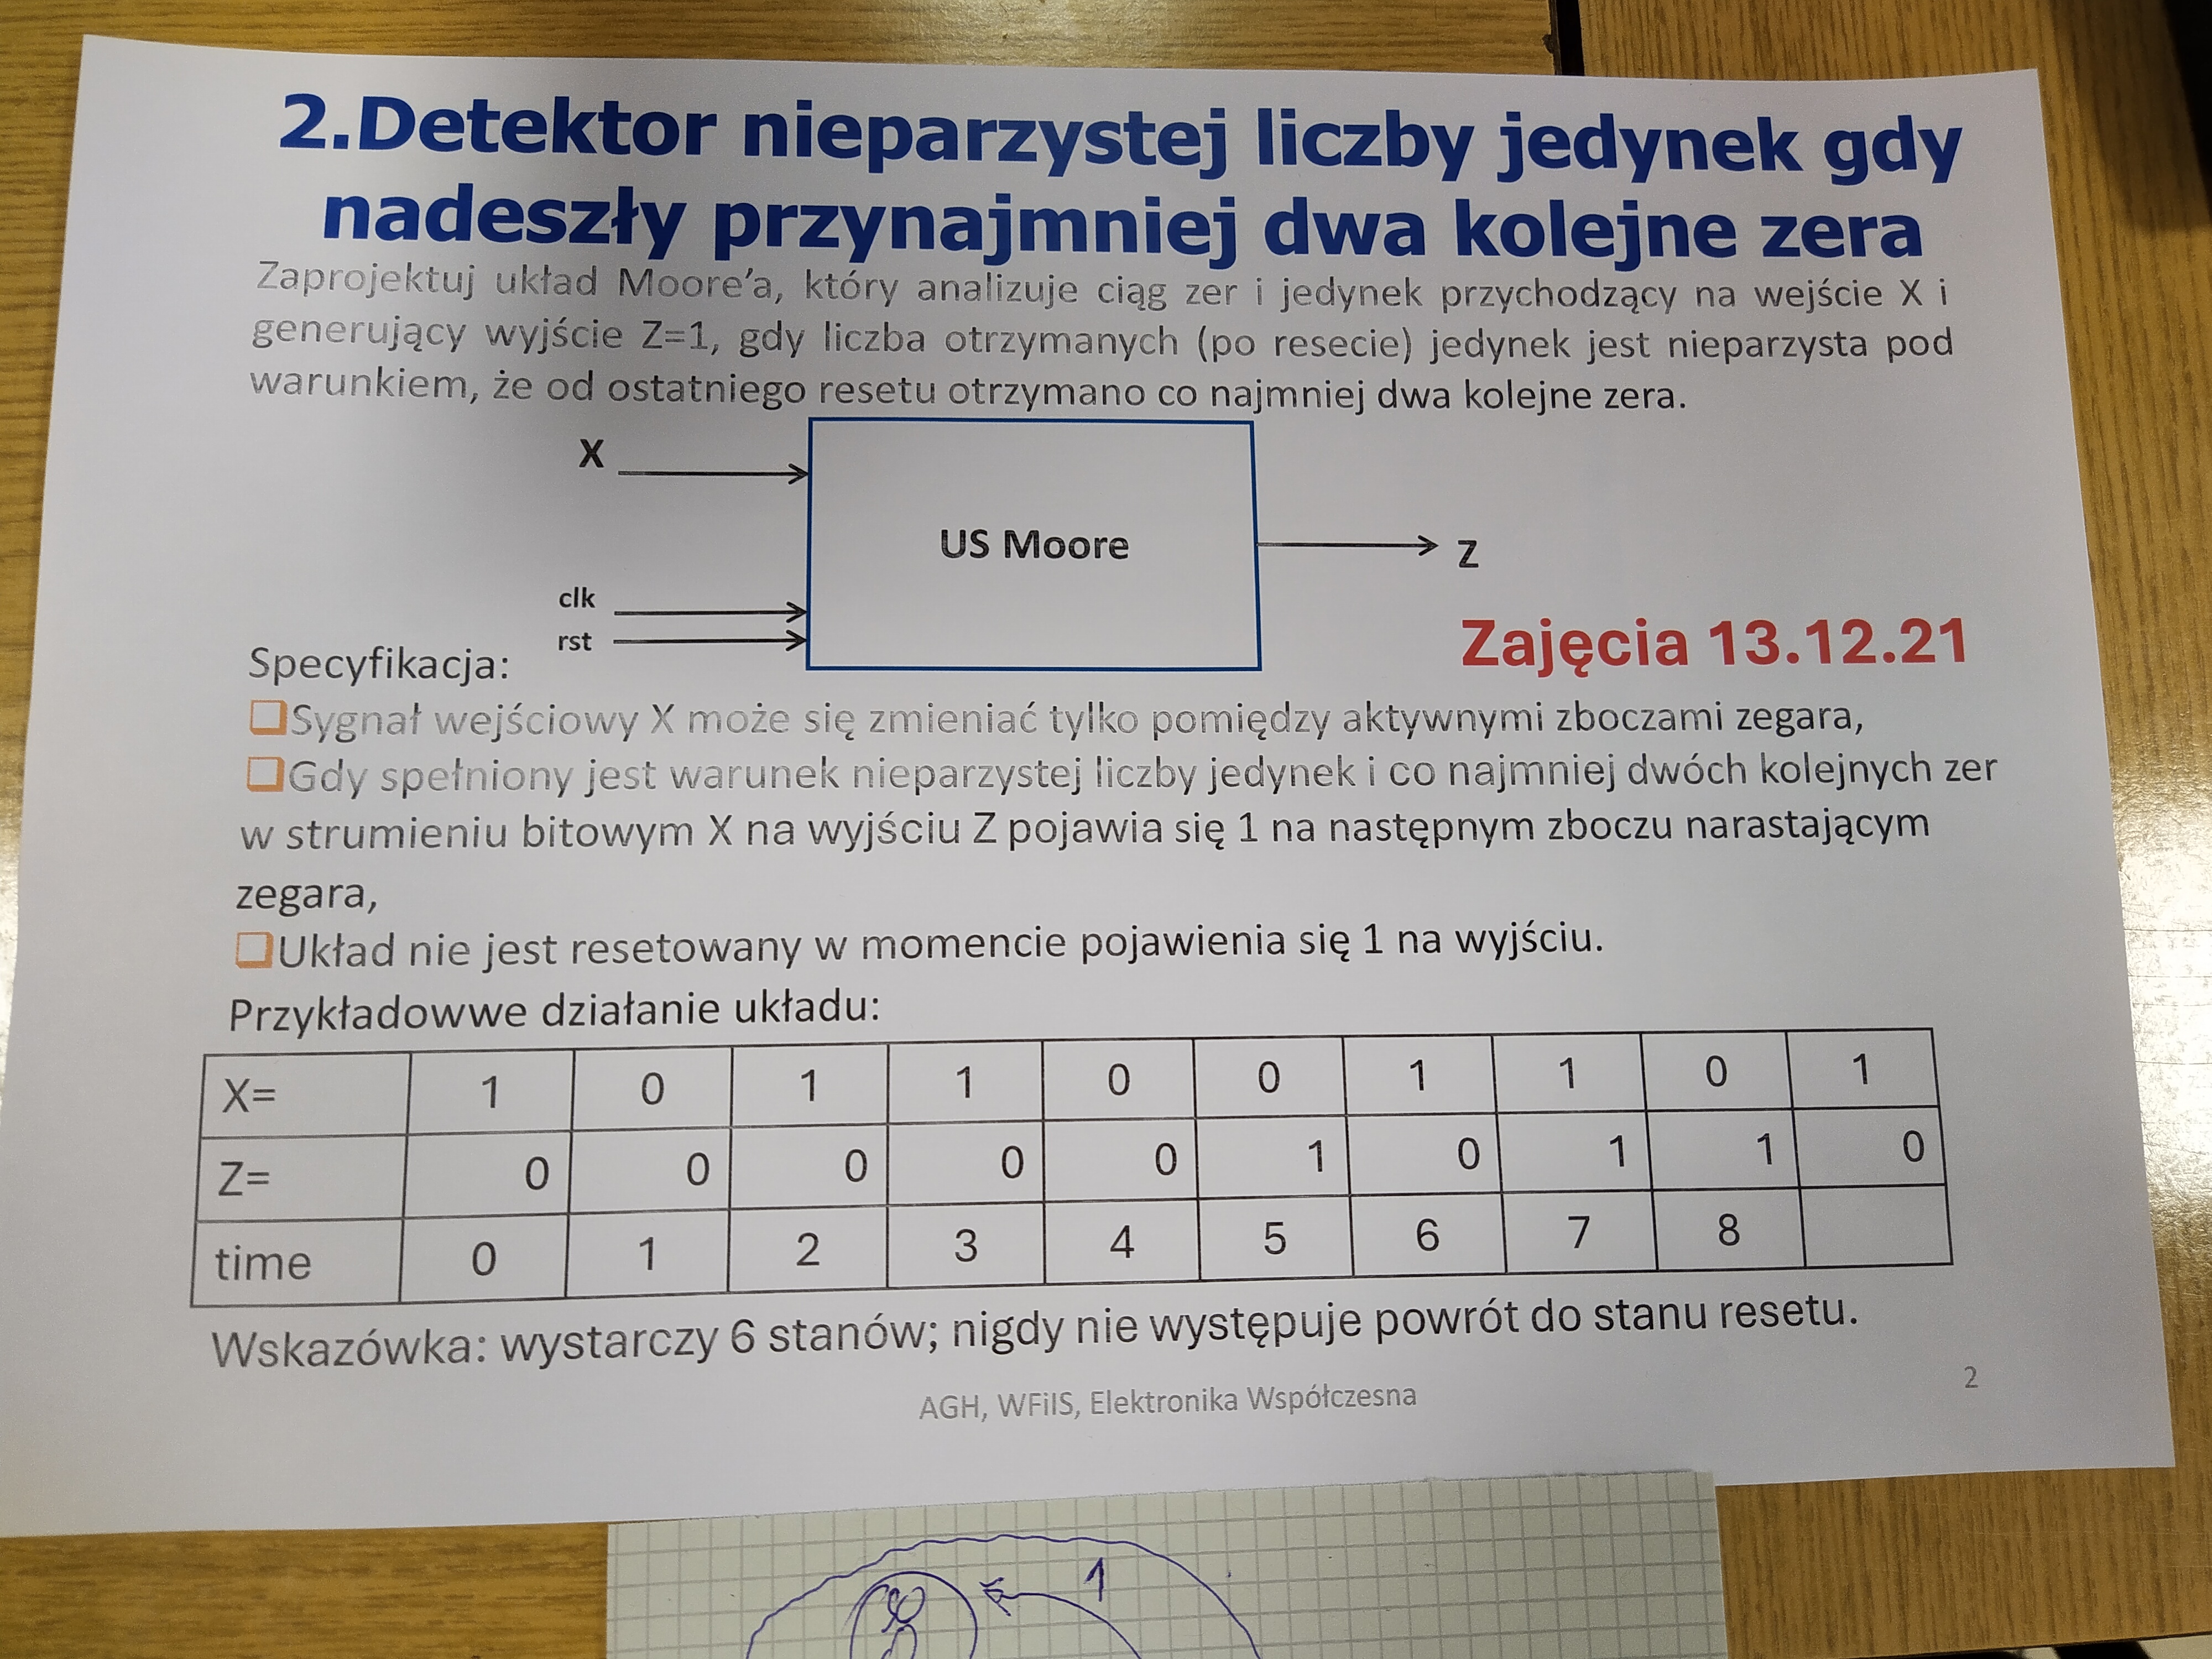 2.Detektor nieparzystej liczby jedynek gdy
nadeszły przynajmniej dwa kolejne zera
Zaprojektuj układ Moore'a, który analizuje ciąg zer i jedynek przychodzący na wejście X i
generujący wyjście Z=1, gdy liczba otrzymanych (po resecie) jedynek jest nieparzysta pod
warunkiem, że od ostatniego resetu otrzymano co najmniej dwa kolejne zera.
X
US Moore
Z
clk
rst
Zajęcia 13.12.21
Specyfikacja:
Sygnał wejściowy X może się zmieniać tylko pomiędzy aktywnymi zboczami zegara,
Gdy spełniony jest warunek nieparzystej liczby jedynek i co najmniej dwóch kolejnych zer
w strumieniu bitowym X na wyjściu Z pojawia się 1 na następnym zboczu narastającym
zegara,
Układ nie jest resetowany w momencie pojawienia się 1 na wyjściu.
Przykładowwe działanie układu:
X= 1 0 1 1 0 0 1 1 0 1
Z= 0 0 0 0 0 1 0 1 1 0
time 0 1 2 3 4 5 6 7 8
Wskazówka: wystarczy 6 stanów; nigdy nie występuje powrót do stanu resetu.
AGH, WFiIS, Elektronika Współczesna
2
1